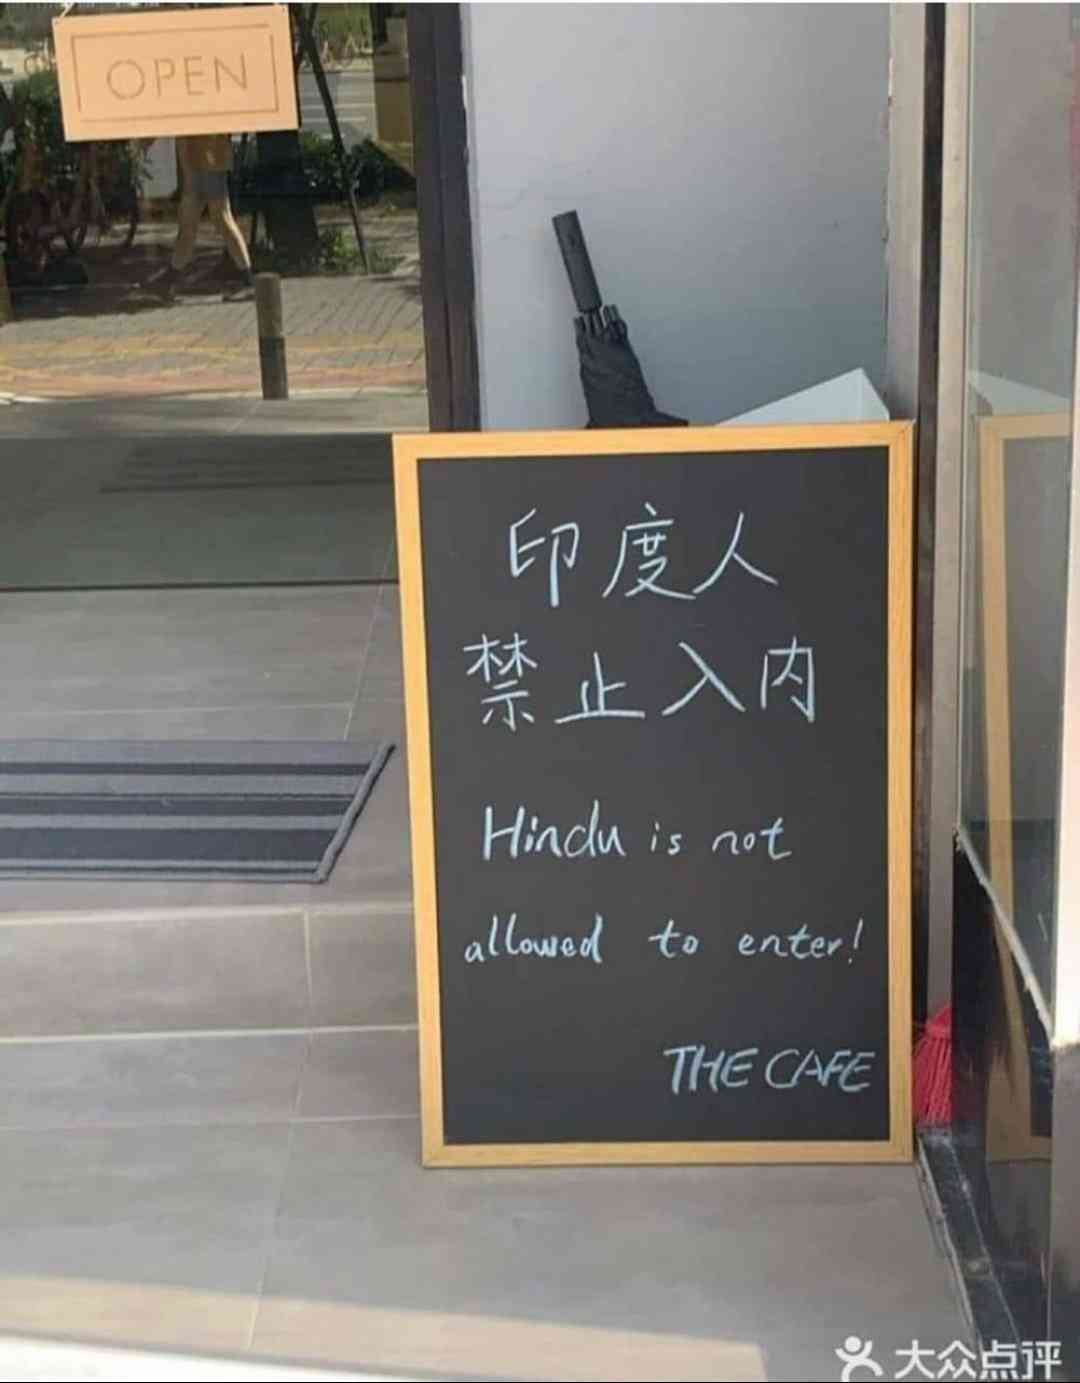 OPEN
印度人
禁止入内
Hindu is not
allowed to enter!
THE CAFE
大众点评